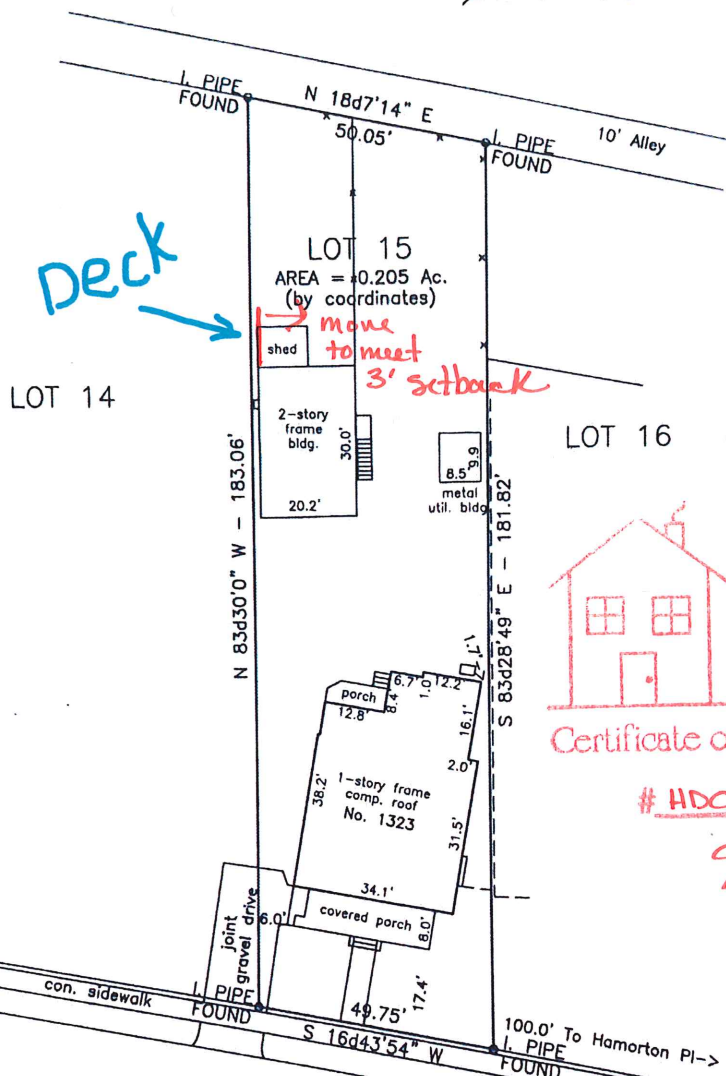 I. PIPE
FOUND
N 18d7'14" E
50.05'
I. PIPE
FOUND
10' Alley
Deck
LOT 15
AREA = 0.205 Ac.
(by coordinates)
move
to meet
3' setback
shed
LOT 14
2-story
frame
bldg.
30.0'
20.2'
LOT 16
8.5'
9.9
metal
util. bldg
N 83d30'0" W - 183.06'
S 83d28'49" E - 181.82'
porch
12.8'
8.4
6.7'
1.0'
12.2'
16.1'
2.0'
38.2'
1-story frame
comp. roof
No. 1323
31.5'
34.1'
covered porch
8.0'
6.0'
joint
gravel drive
17.4'
Certificate o
# HDC
con. sidewalk
I. PIPE
FOUND
49.75'
S 16d43'54" W
100.0' To Hamorton Pl->
I. PIPE
FOUND